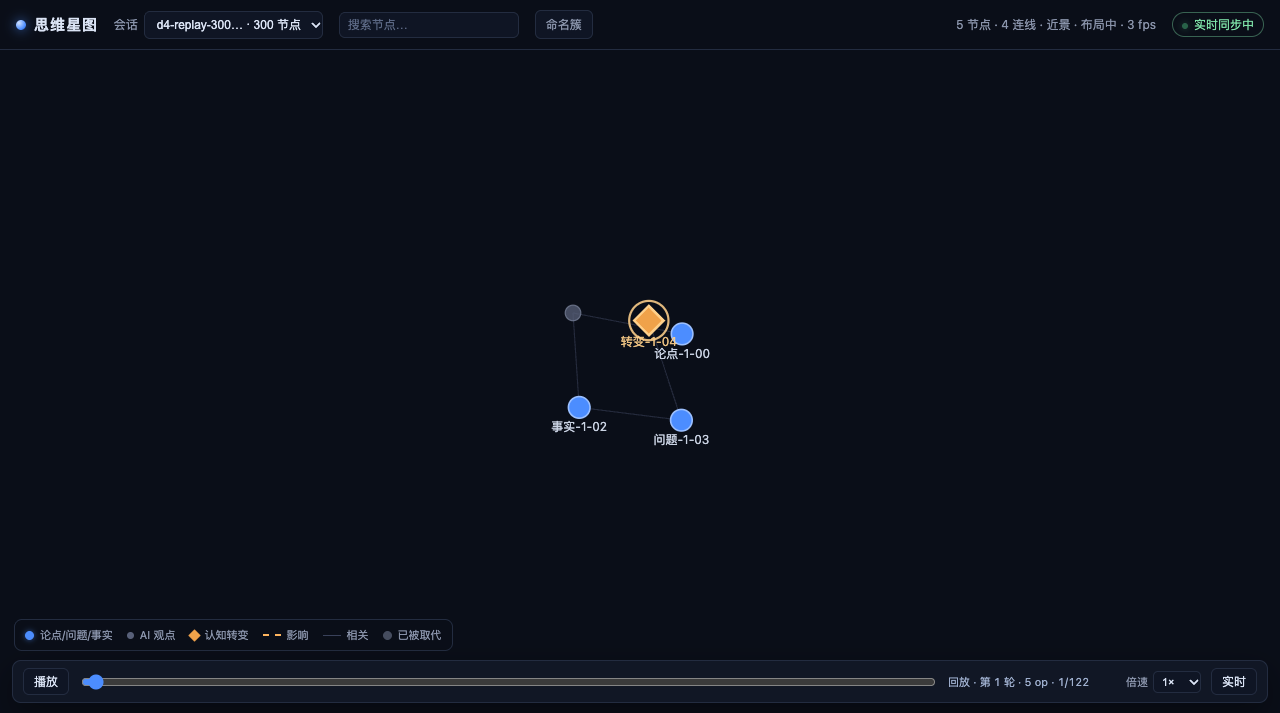 思维星图 会话 d4-replay-300… · 300 节点 搜索节点… 命名簇 5 节点 · 4 连线 · 近景 · 布局中 · 3 fps 实时同步中
转变-1-04
论点-1-00
事实-1-02
问题-1-03
论点/问题/事实 AI 观点 认知转变 影响 相关 已被取代
播放 回放 · 第 1 轮 · 5 op · 1/122 倍速 1× 实时